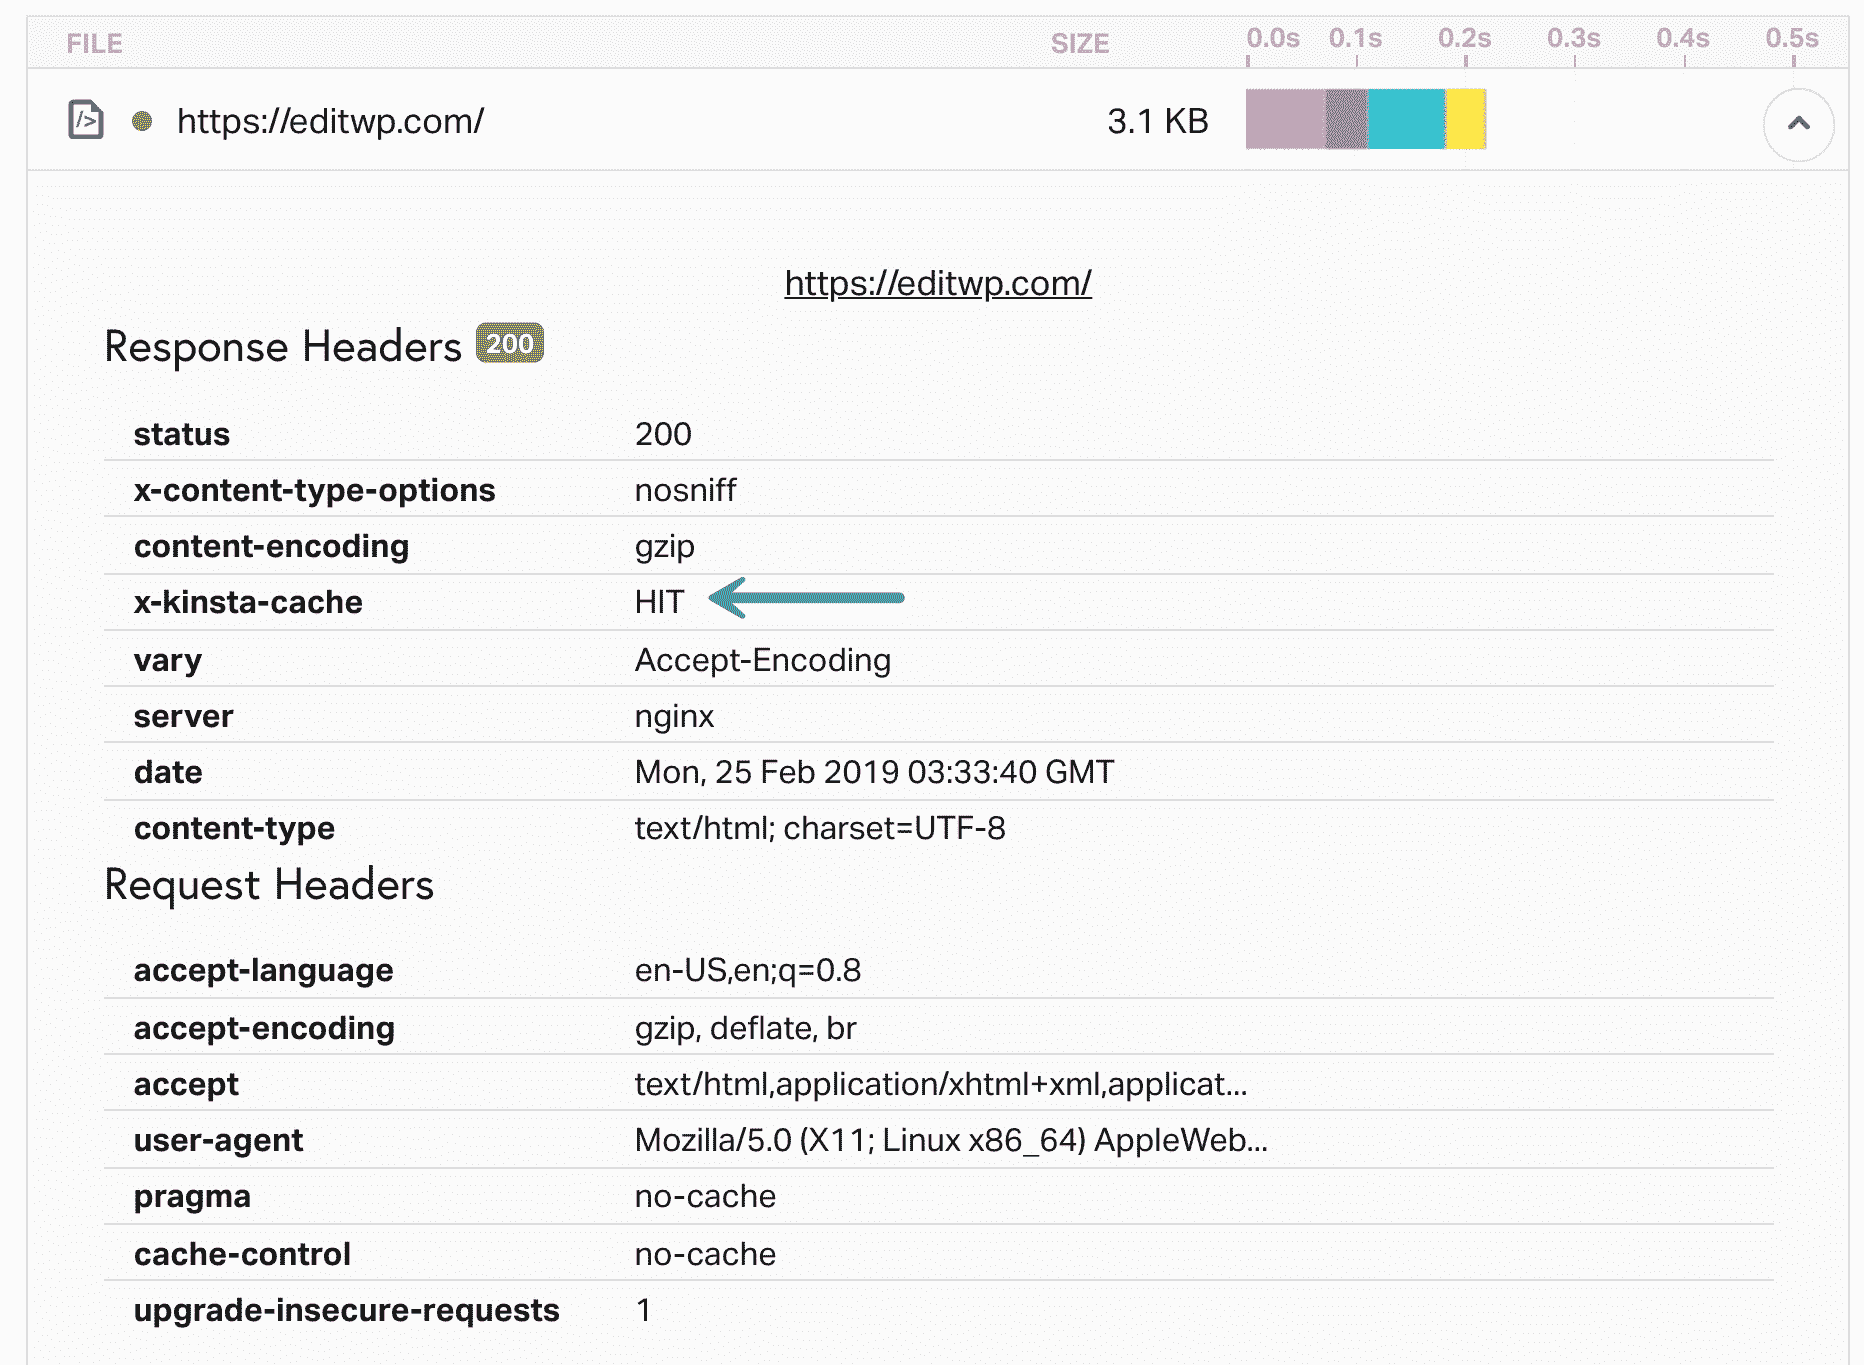 FILE SIZE 0.0s 0.1s 0.2s 0.3s 0.4s 0.5s
https://editwp.com/ 3.1 KB
https://editwp.com/
Response Headers 200
status 200
x-content-type-options nosniff
content-encoding gzip
x-kinsta-cache HIT
vary Accept-Encoding
server nginx
date Mon, 25 Feb 2019 03:33:40 GMT
content-type text/html; charset=UTF-8
Request Headers
accept-language en-US,en;q=0.8
accept-encoding gzip, deflate, br
accept text/html,application/xhtml+xml,applicat...
user-agent Mozilla/5.0 (X11; Linux x86_64) AppleWeb...
pragma no-cache
cache-control no-cache
upgrade-insecure-requests 1